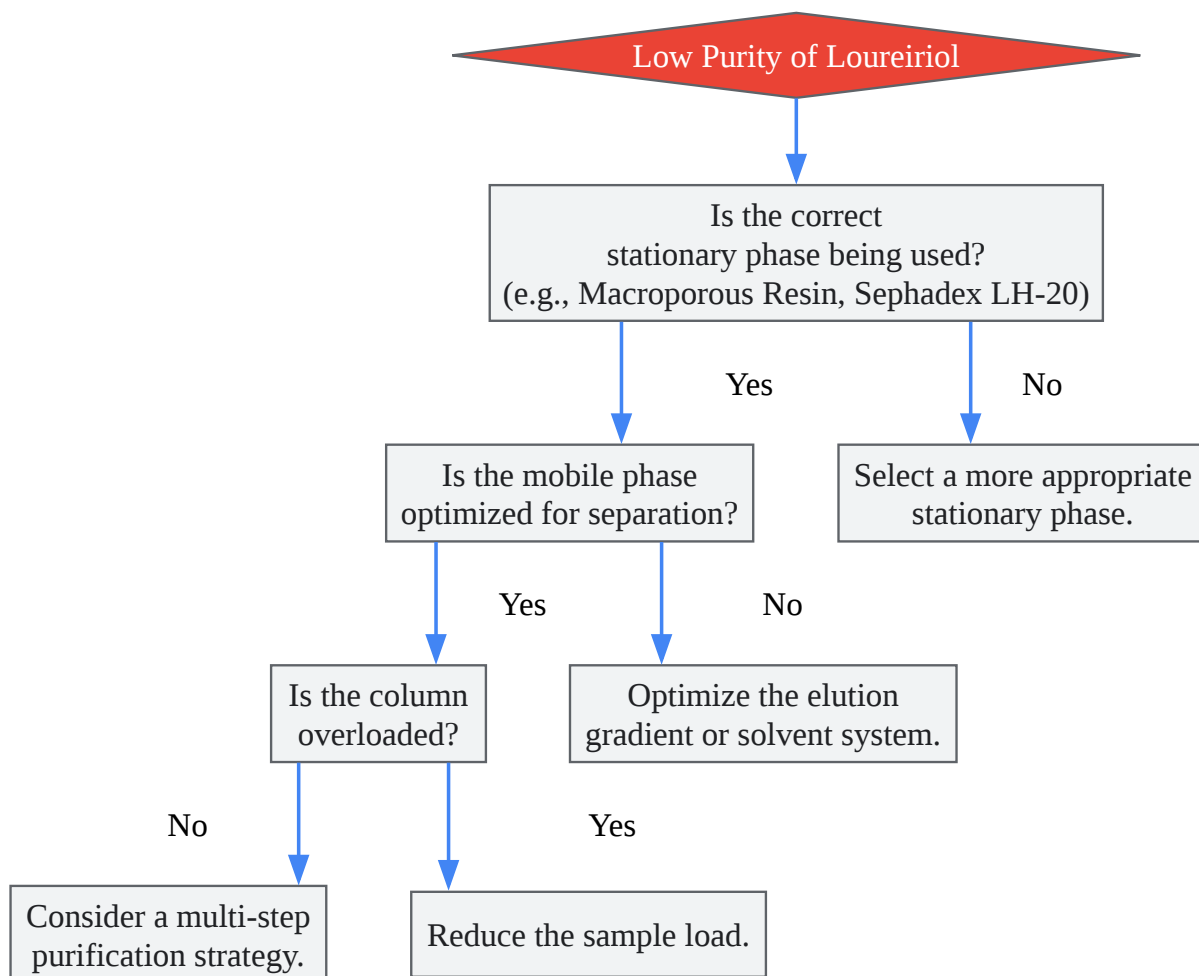 Low Purity of Loureiriol
Is the correct
stationary phase being used?
(e.g., Macroporous Resin, Sephadex LH-20)
Yes
No
Is the mobile phase
optimized for separation?
Select a more appropriate
stationary phase.
Yes
No
Is the column
overloaded?
Optimize the elution
gradient or solvent system.
No
Yes
Consider a multi-step
purification strategy.
Reduce the sample load.